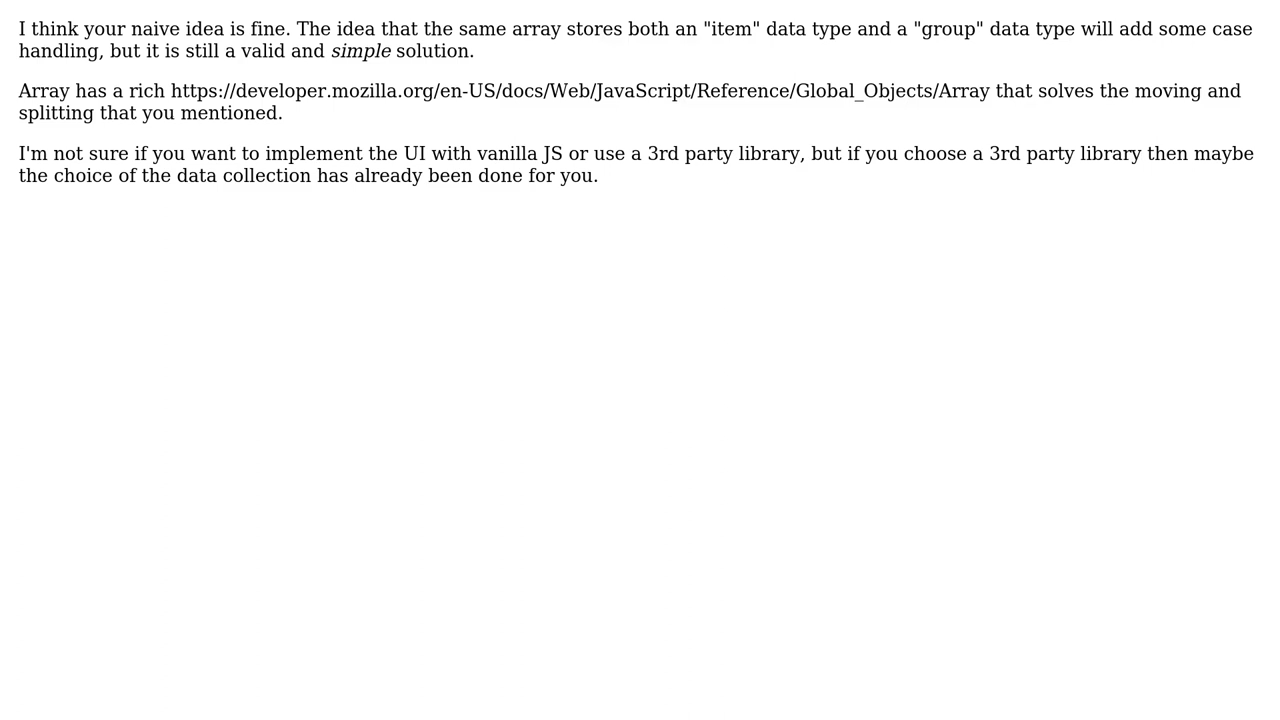 I think your naive idea is fine. The idea that the same array stores both an "item" data type and a "group" data type will add some case
handling, but it is still a valid and simple solution.
Array has a rich https://developer.mozilla.org/en-US/docs/Web/JavaScript/Reference/Global_Objects/Array that solves the moving and
splitting that you mentioned.
I'm not sure if you want to implement the UI with vanilla JS or use a 3rd party library, but if you choose a 3rd party library then maybe
the choice of the data collection has already been done for you.